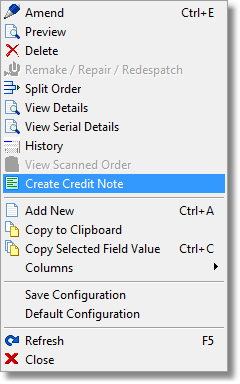 Amend Ctrl+E
Preview
Delete
Remake / Repair / Redespatch
Split Order
View Details
View Serial Details
History
View Scanned Order
Create Credit Note
Add New Ctrl+A
Copy to Clipboard
Copy Selected Field Value Ctrl+C
Columns
Save Configuration
Default Configuration
Refresh F5
Close